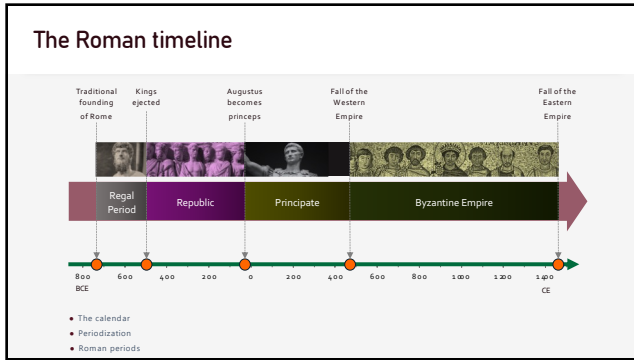 The Roman timeline
Traditional
founding
of Rome
Kings
ejected
Augustus
becomes
princeps
Fall of the
Western
Empire
Fall of the
Eastern
Empire
Regal
Period
Republic
Principate
Byzantine Empire
800 600 400 200 0 200 400 600 800 1000 1200 1400
BCE CE
• The calendar
• Periodization
• Roman periods